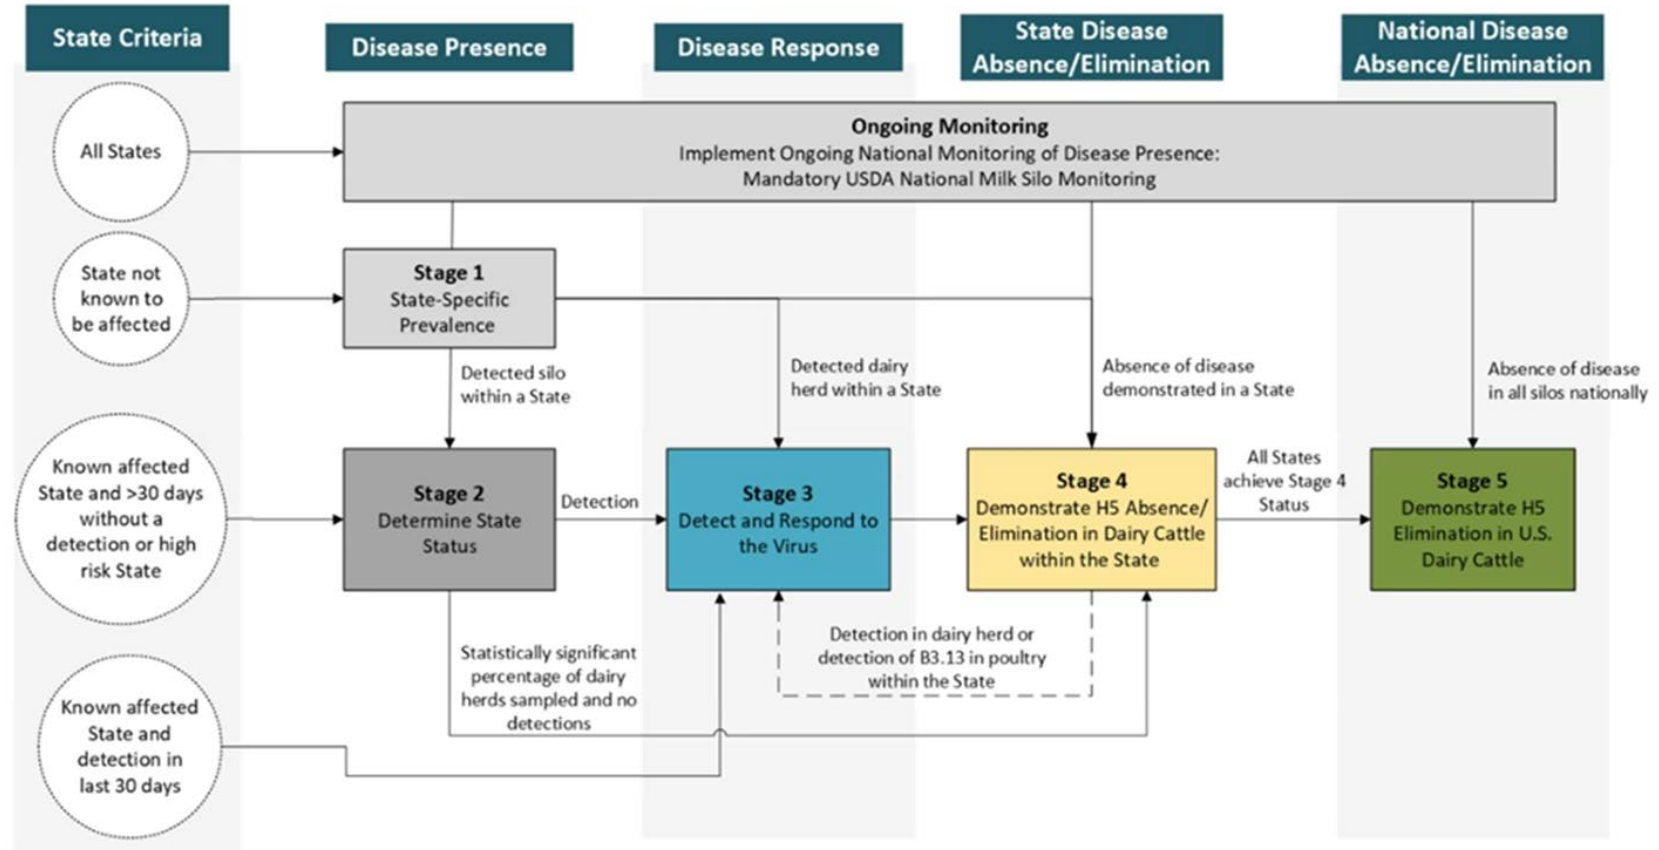 State Criteria
Disease Presence
Disease Response
State Disease
Absence/Elimination
National Disease
Absence/Elimination
All States
Ongoing Monitoring
Implement Ongoing National Monitoring of Disease Presence:
Mandatory USDA National Milk Silo Monitoring
State not
known to
be affected
Stage 1
State-Specific
Prevalence
Detected silo
within a State
Detected dairy
herd within a State
Absence of disease
demonstrated in a State
Absence of disease
in all silos nationally
Known affected
State and >30 days
without a
detection or high
risk State
Stage 2
Determine State
Status
Detection
Stage 3
Detect and Respond to
the Virus
Stage 4
Demonstrate H5 Absence/
Elimination in Dairy Cattle
within the State
All States
achieve Stage 4
Status
Stage 5
Demonstrate H5
Elimination in U.S.
Dairy Cattle
Statistically significant
percentage of dairy
herds sampled and no
detections
Detection in dairy herd or
detection of B3.13 in poultry
within the State
Known affected
State and
detection in
last 30 days